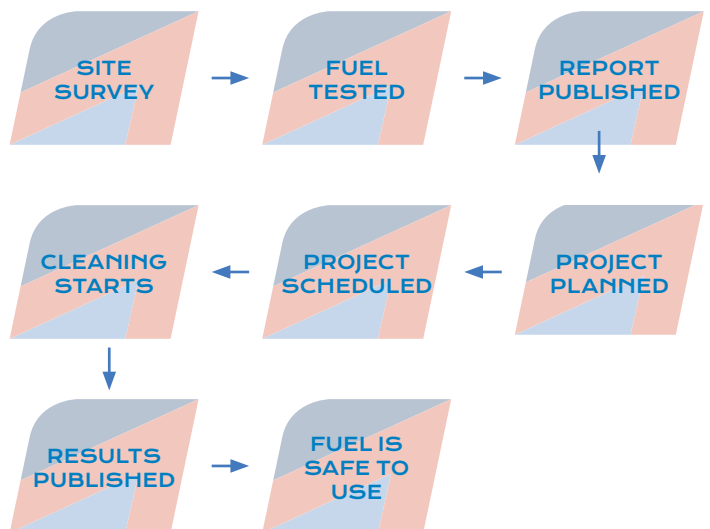 SITE
SURVEY
FUEL
TESTED
REPORT
PUBLISHED
PROJECT
PLANNED
PROJECT
SCHEDULED
CLEANING
STARTS
RESULTS
PUBLISHED
FUEL IS
SAFE TO
USE